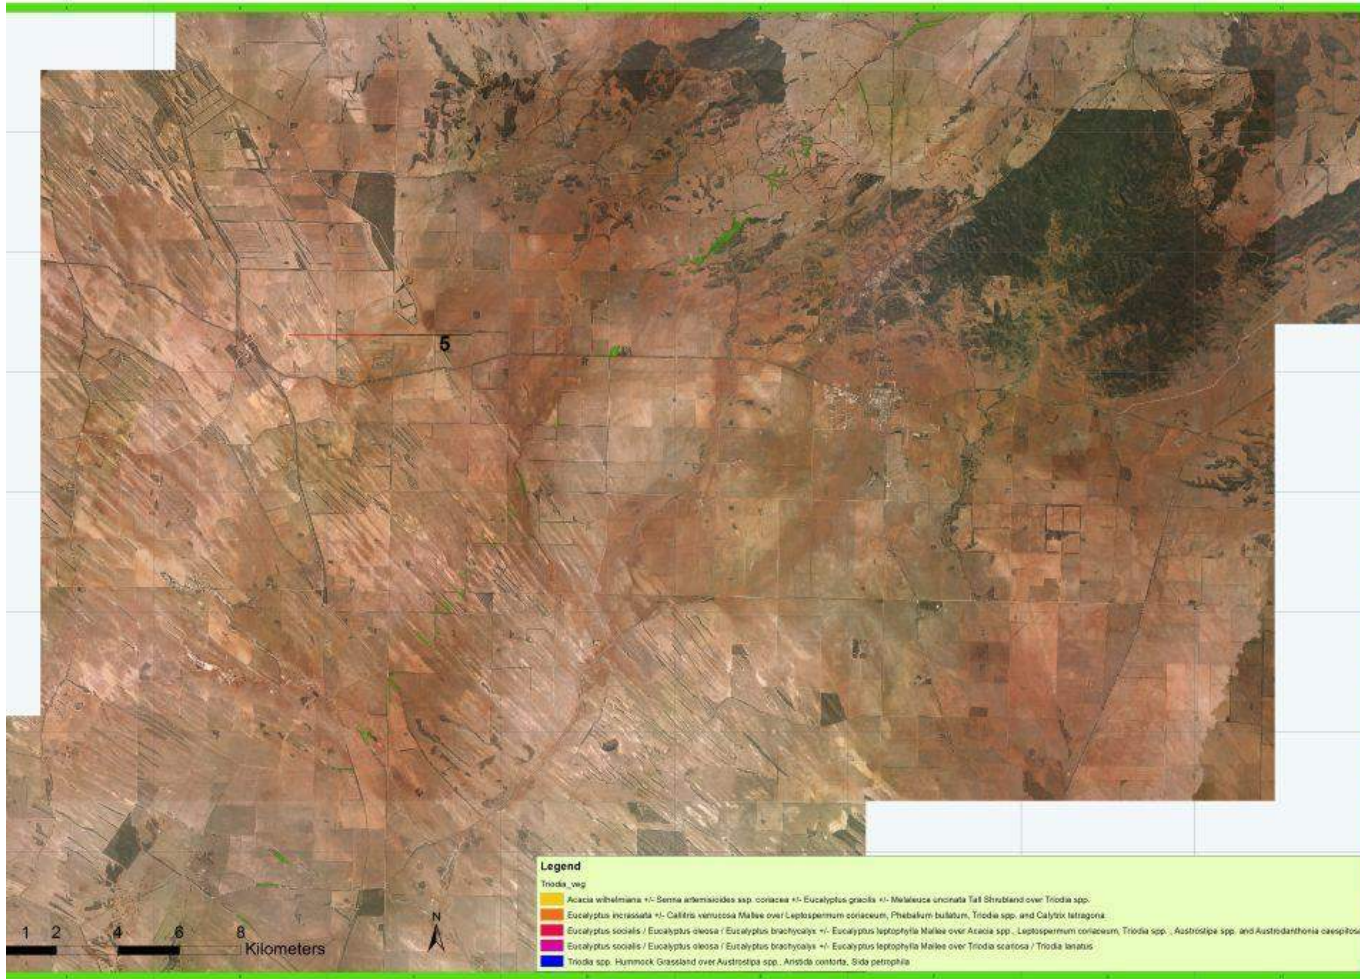 5
N
1 2 4 6 8
Kilometers
Legend
Triodia_veg
Acacia wilhelmiana +/- Senna artemisioides ssp. coriacea +/- Eucalyptus gracilis +/- Melaleuca uncinata Tall Shrubland over Triodia spp.
Eucalyptus incrassata +/- Callitris verrucosa Mallee over Leptospermum coriaceum, Phebalium bullatum, Triodia spp. and Calytrix tetragona
Eucalyptus socialis / Eucalyptus oleosa / Eucalyptus brachycalyx +/- Eucalyptus leptophylla Mallee over Acacia spp., Leptospermum coriaceum, Triodia spp. , Austrostipa spp. and Austrodanthonia caespitosa
Eucalyptus socialis / Eucalyptus oleosa / Eucalyptus brachycalyx +/- Eucalyptus leptophylla Mallee over Triodia scariosa / Triodia lanatus
Triodia spp. Hummock Grassland over Austrostipa spp., Aristida contorta, Sida petrophila